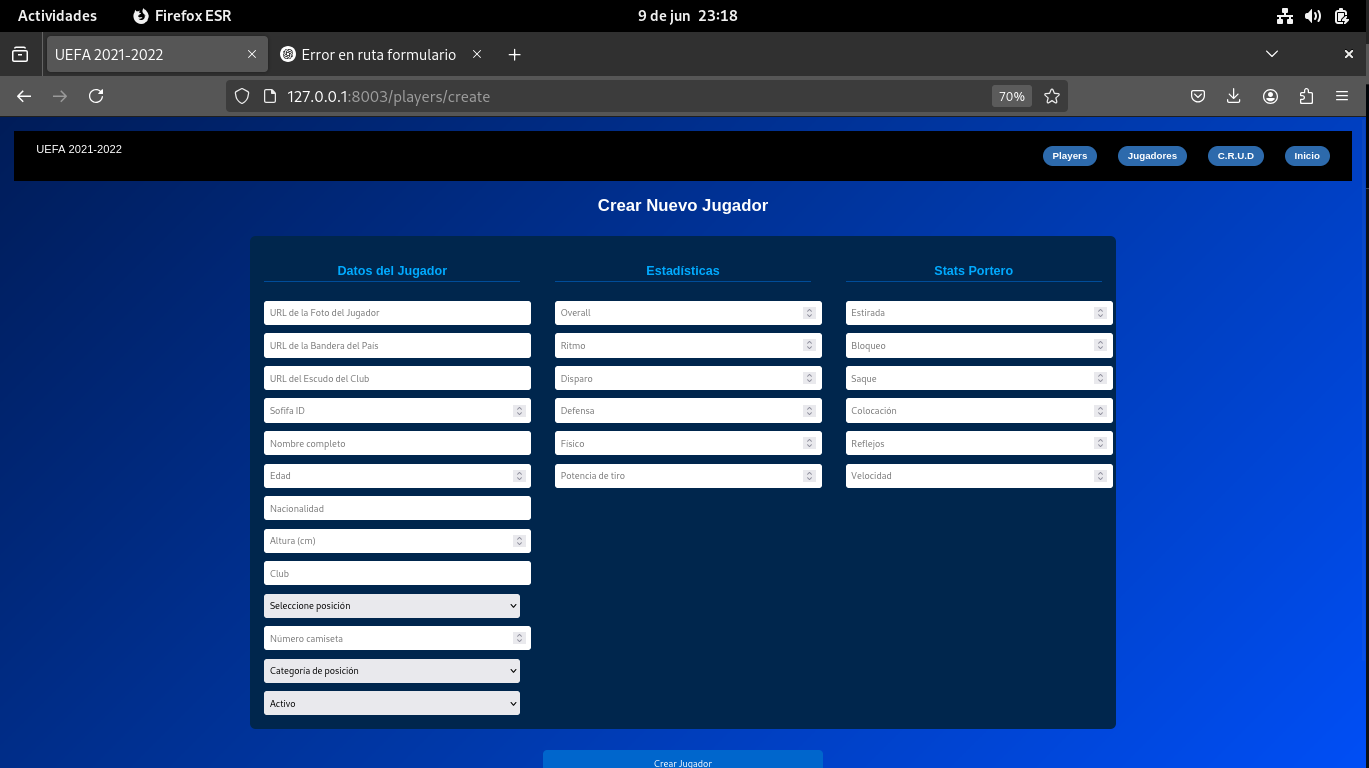 Actividades
Firefox ESR
9 de jun 23:18
UEFA 2021-2022
Error en ruta formulario
127.0.0.1:8003/players/create
70%
UEFA 2021-2022
Players
Jugadores
C.R.U.D
Inicio
Crear Nuevo Jugador
Datos del Jugador
URL de la Foto del Jugador
URL de la Bandera del País
URL del Escudo del Club
Sofifa ID
Nombre completo
Edad
Nacionalidad
Altura (cm)
Club
Seleccione posición
Número camiseta
Categoría de posición
Activo
Estadísticas
Overall
Ritmo
Disparo
Defensa
Físico
Potencia de tiro
Stats Portero
Estirada
Bloqueo
Saque
Colocación
Reflejos
Velocidad
Crear Jugador